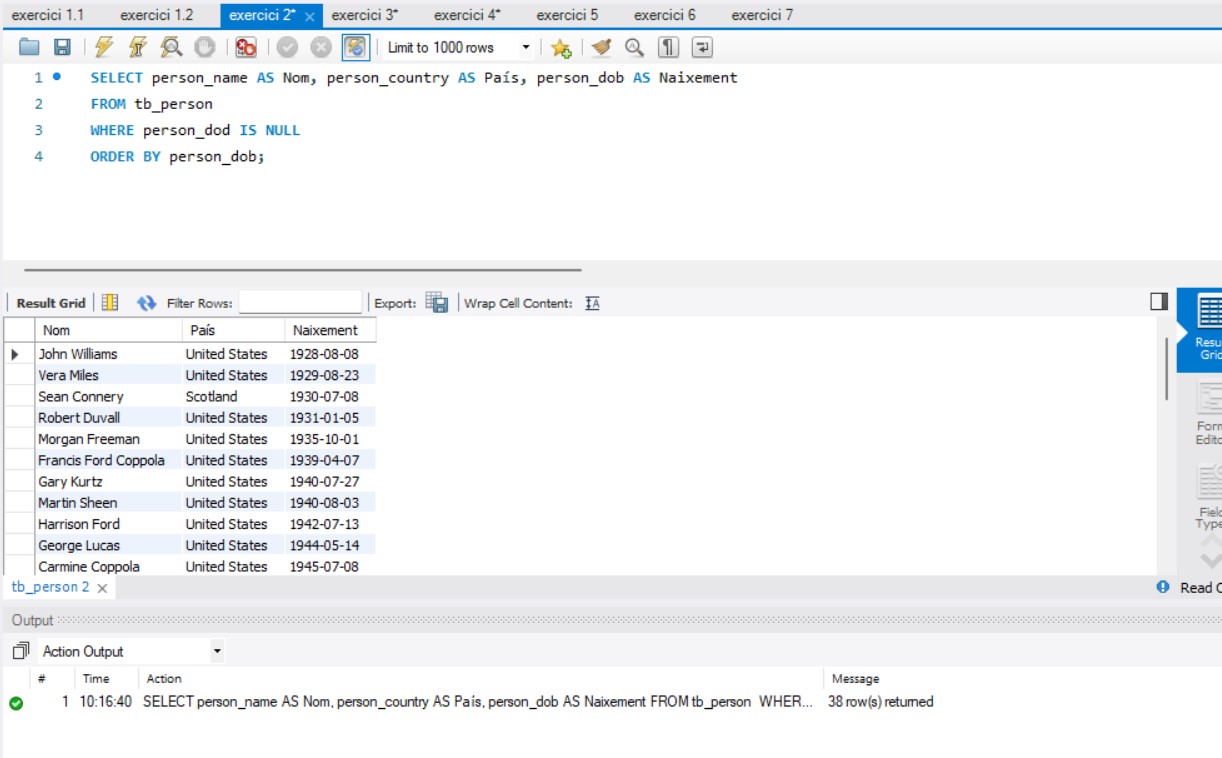 exercici 1.1 exercici 1.2 exercici 2* exercici 3* exercici 4* exercici 5 exercici 6 exercici 7
Limit to 1000 rows
1 SELECT person_name AS Nom, person_country AS País, person_dob AS Naixement
2 FROM tb_person
3 WHERE person_dod IS NULL
4 ORDER BY person_dob;
Result Grid Filter Rows: Export: Wrap Cell Content:
Nom País Naixement
John Williams United States 1928-08-08
Vera Miles United States 1929-08-23
Sean Connery Scotland 1930-07-08
Robert Duvall United States 1931-01-05
Morgan Freeman United States 1935-10-01
Francis Ford Coppola United States 1939-04-07
Gary Kurtz United States 1940-07-27
Martin Sheen United States 1940-08-03
Harrison Ford United States 1942-07-13
George Lucas United States 1944-05-14
Carmine Coppola United States 1945-07-08
Resu
Grid
Form
Edito
Field
Type
tb_person 2 Read
Output
Action Output
# Time Action Message
1 10:16:40 SELECT person_name AS Nom, person_country AS País, person_dob AS Naixement FROM tb_person WHER... 38 row(s) returned